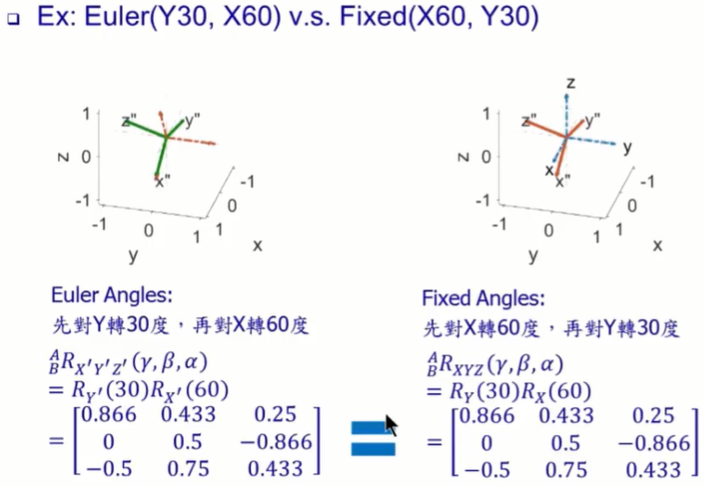 ❑ Ex: Euler(Y30, X60) v.s. Fixed(X60, Y30)
1
0
-1
z
-1
0
1
y
1
0
-1
x
z"
y"
x"
1
0
-1
z
-1
0
1
y
1
0
-1
x
z
y
x
z"
y"
x"
Euler Angles:
先對Y轉30度，再對X轉60度
${}^{A}_{B}R_{X'Y'Z'}(\gamma, \beta, \alpha)$
$= R_{Y'}(30)R_{X'}(60)$
$= \begin{bmatrix} 0.866 & 0.433 & 0.25 \\ 0 & 0.5 & -0.866 \\ -0.5 & 0.75 & 0.433 \end{bmatrix}$
=
Fixed Angles:
先對X轉60度，再對Y轉30度
${}^{A}_{B}R_{XYZ}(\gamma, \beta, \alpha)$
$= R_{Y}(30)R_{X}(60)$
$= \begin{bmatrix} 0.866 & 0.433 & 0.25 \\ 0 & 0.5 & -0.866 \\ -0.5 & 0.75 & 0.433 \end{bmatrix}$